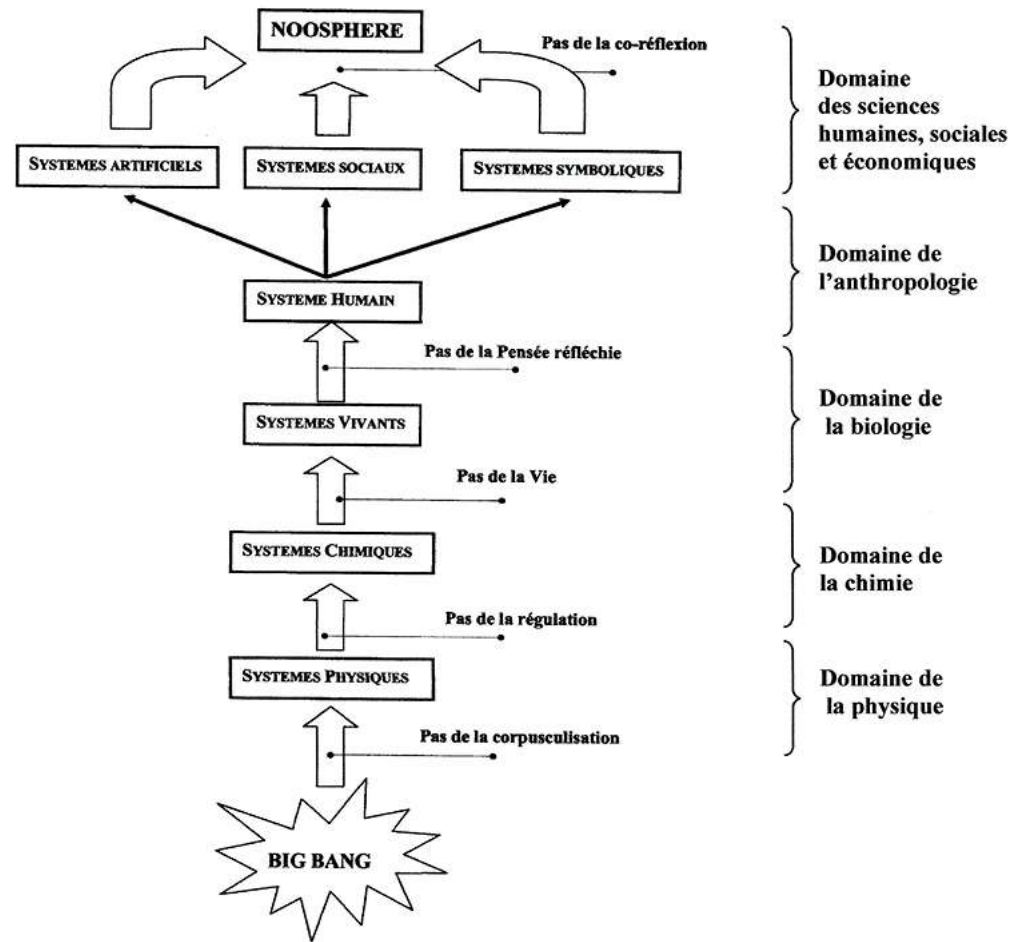 NOOSPHERE
Pas de la co-réflexion
Domaine
des sciences
humaines, sociales
et économiques
SYSTEMES ARTIFICIELS
SYSTEMES SOCIAUX
SYSTEMES SYMBOLIQUES
Domaine de
l'anthropologie
SYSTEME HUMAIN
Pas de la Pensée réfléchie
SYSTEMES VIVANTS
Domaine de
la biologie
Pas de la Vie
SYSTEMES CHIMIQUES
Domaine de
la chimie
Pas de la régulation
SYSTEMES PHYSIQUES
Domaine de
la physique
Pas de la corpusculisation
BIG BANG